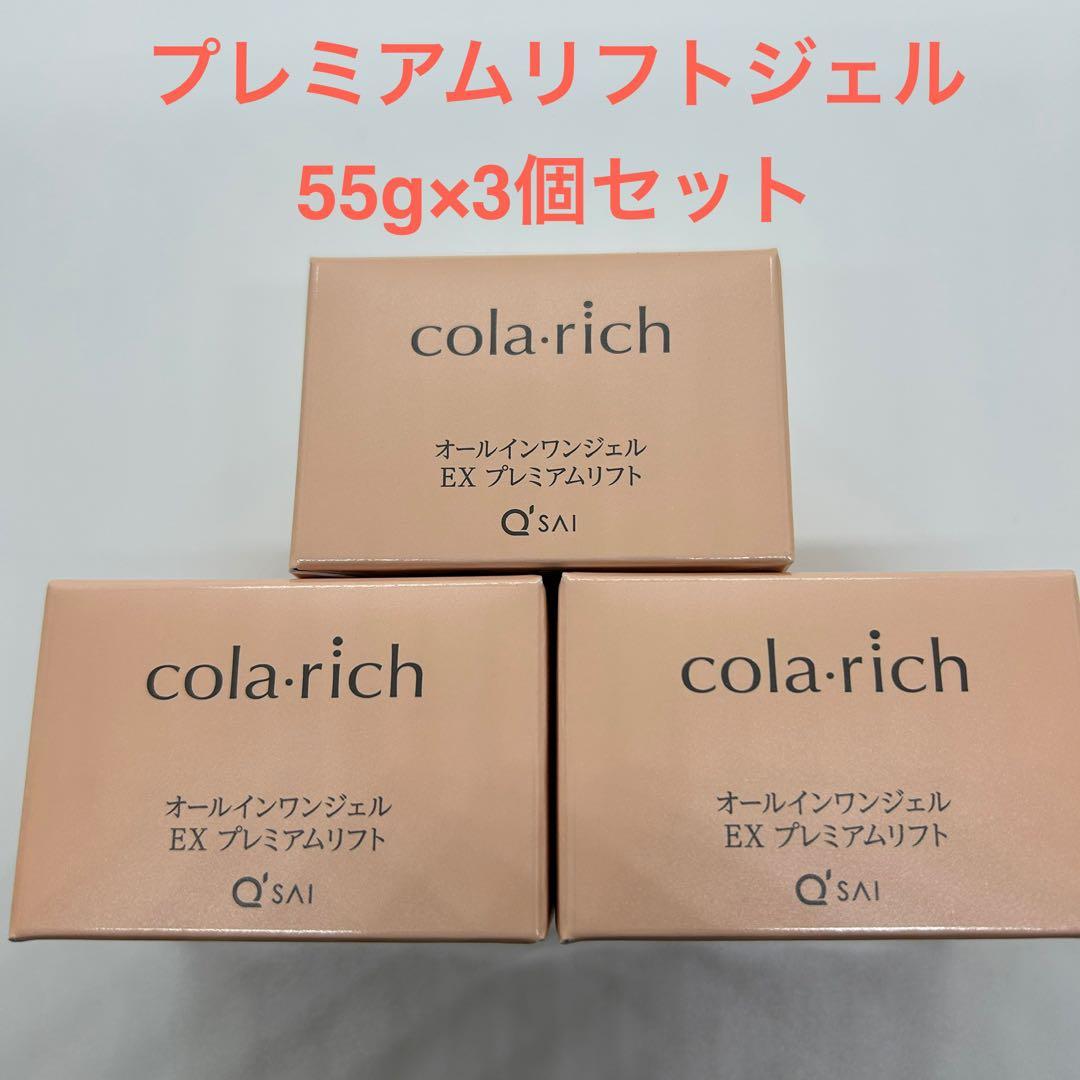 プレミアムリフトジェル
55g×3個セット
cola·rich
オールインワンジェル
EX プレミアムリフト
Q'SAI
cola·rich
オールインワンジェル
EX プレミアムリフト
Q'SAI
cola·rich
オールインワンジェル
EX プレミアムリフト
Q'SAI